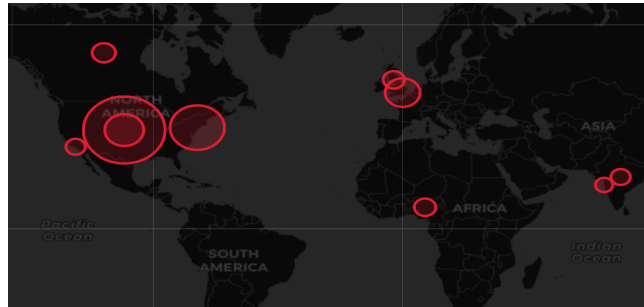 NORTH
AMERICA
ASIA
AFRICA
Pacific
Ocean
SOUTH
AMERICA
Indian
Ocean